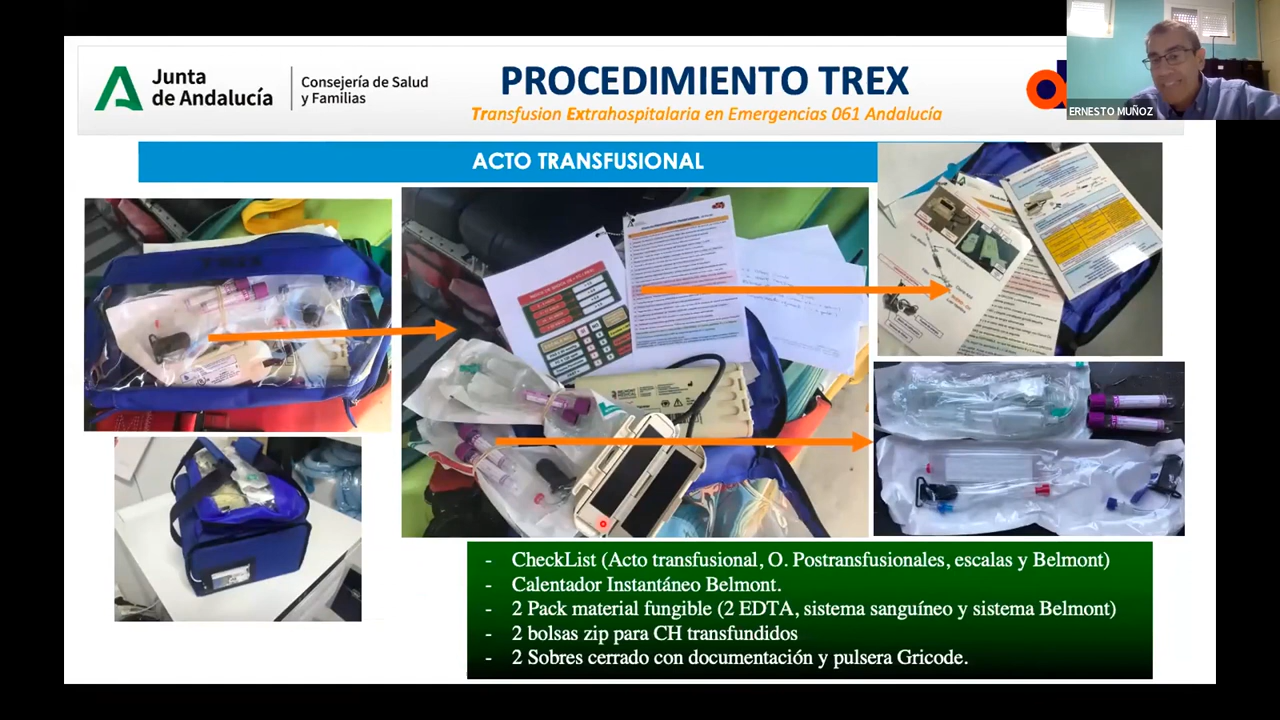 Junta
de Andalucía
Consejería de Salud
y Familias
PROCEDIMIENTO TREX
Transfusion Extrahospitalaria en Emergencias 061 Andalucía
ERNESTO MUÑOZ
ACTO TRANSFUSIONAL
- CheckList (Acto transfusional, O. Postransfusionales, escalas y Belmont)
- Calentador Instantáneo Belmont.
- 2 Pack material fungible (2 EDTA, sistema sanguíneo y sistema Belmont)
- 2 bolsas zip para CH transfundidos
- 2 Sobres cerrado con documentación y pulsera Gricode.